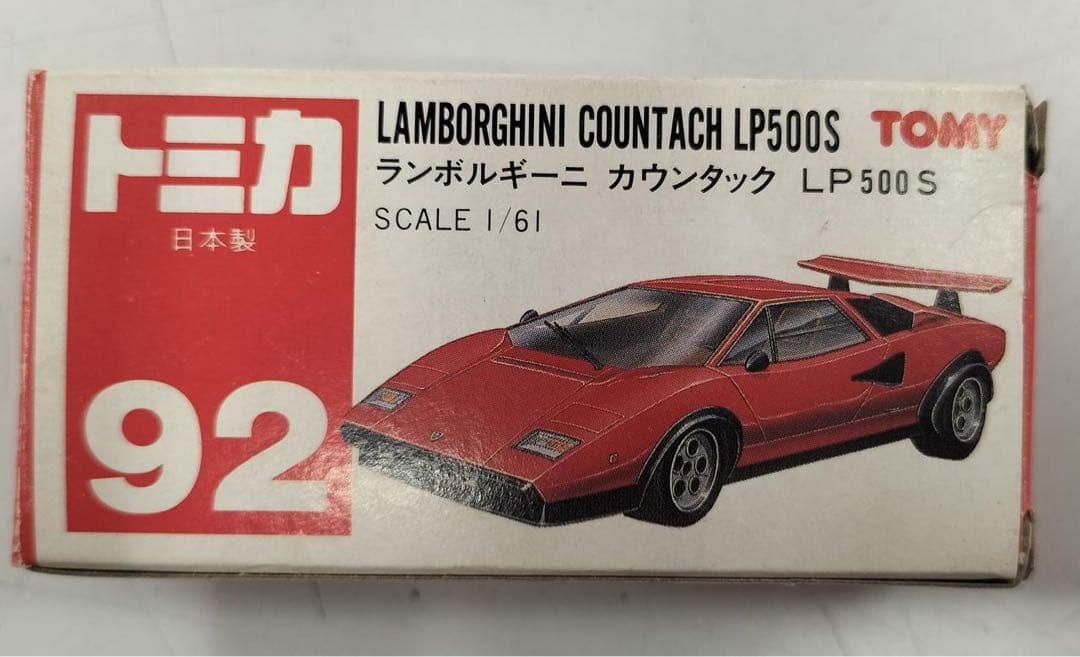 トミカ
日本製
92
LAMBORGHINI COUNTACH LP500S
TOMY
ランボルギーニ カウンタック LP500S
SCALE 1/61